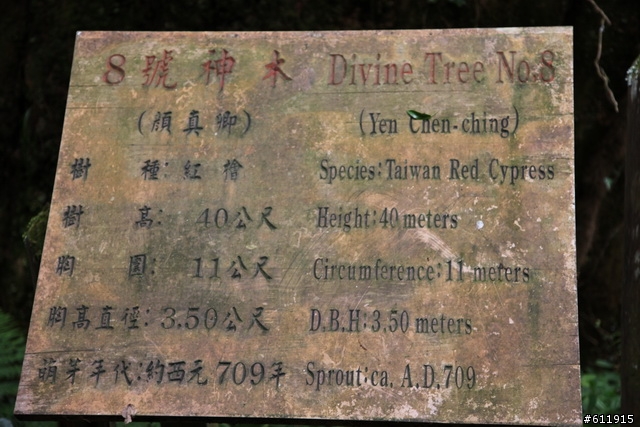 8號神木 Divine Tree No.8
(顏真卿) (Yen Chen-ching)
樹 種:紅檜 Species:Taiwan Red Cypress
樹 高: 40公尺 Height:40 meters
胸 圍: 11公尺 Circumference:11 meters
胸高直徑:3.50公尺 D.B.H:3.50 meters
萌芽年代:約西元709年 Sprout:ca. A.D.709
#611915